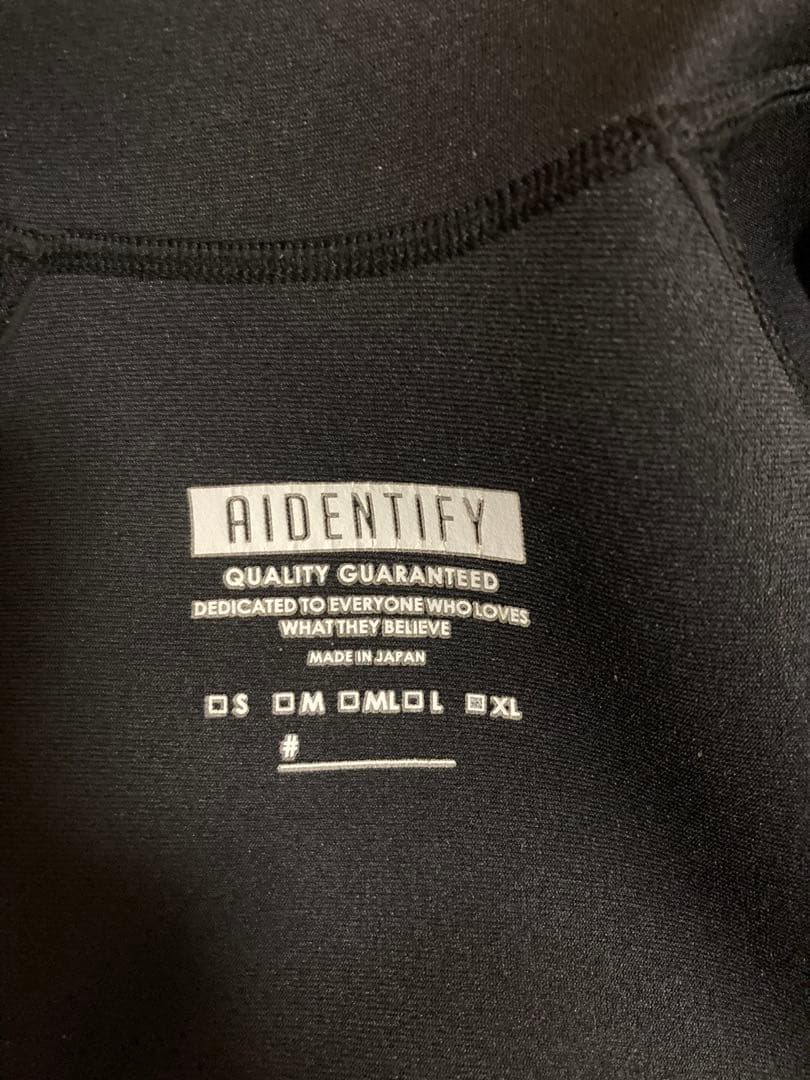 AIDENTIFY
QUALITY GUARANTEED
DEDICATED TO EVERYONE WHO LOVES
WHAT THEY BELIEVE
MADE IN JAPAN
□S □M □ML □L ■XL
#